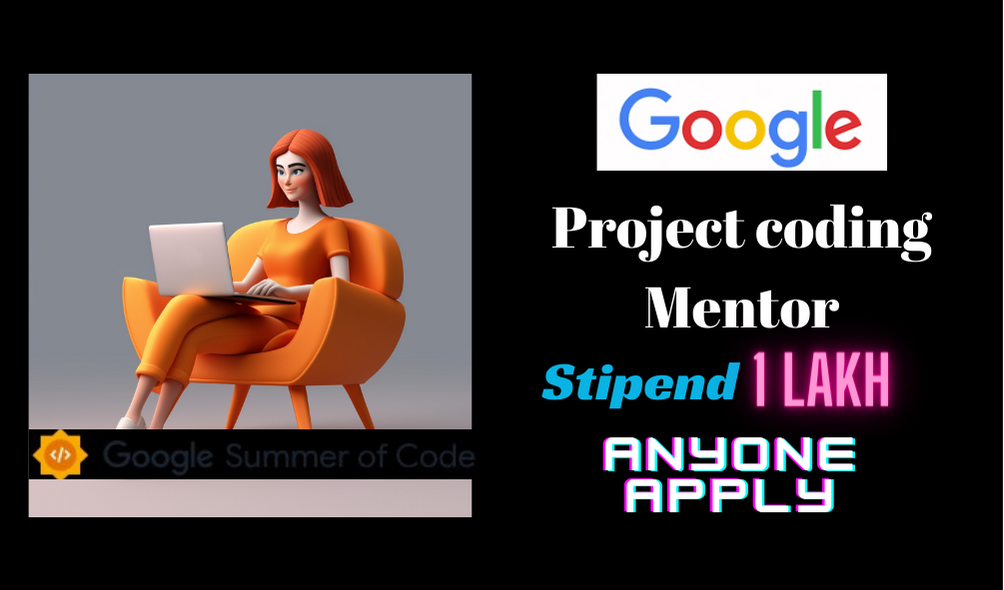 Google
Project coding
Mentor
Stipend 1 LAKH
ANYONE
APPLY
</>
Google Summer of Code